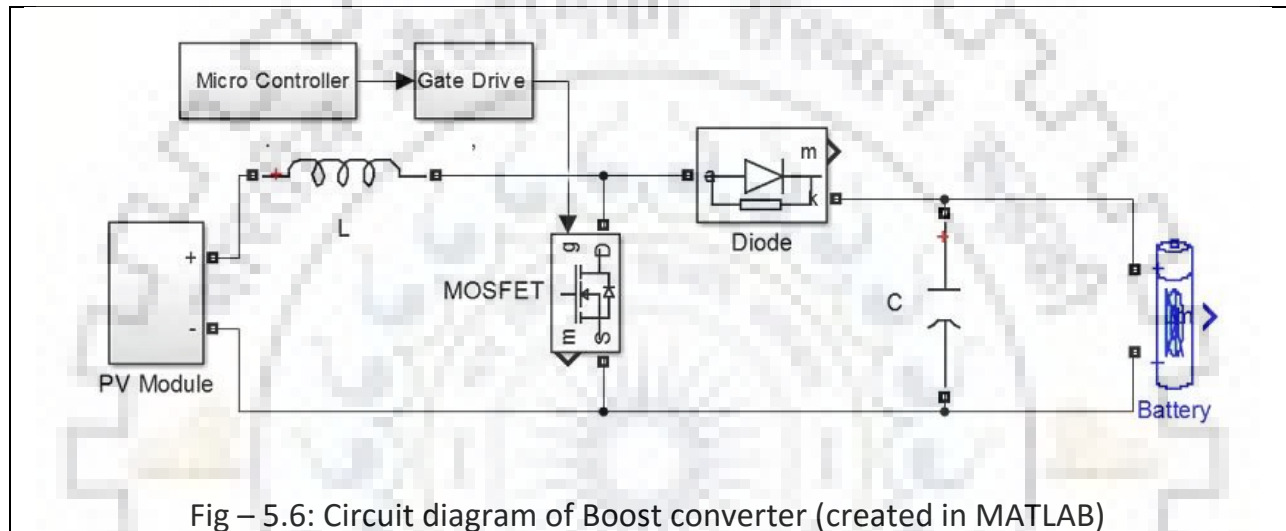 Micro Controller
Gate Drive
+
L
a
m
k
Diode
g
D
MOSFET
m
S
+
-
PV Module
+
C
+
m
Battery
Fig – 5.6: Circuit diagram of Boost converter (created in MATLAB)